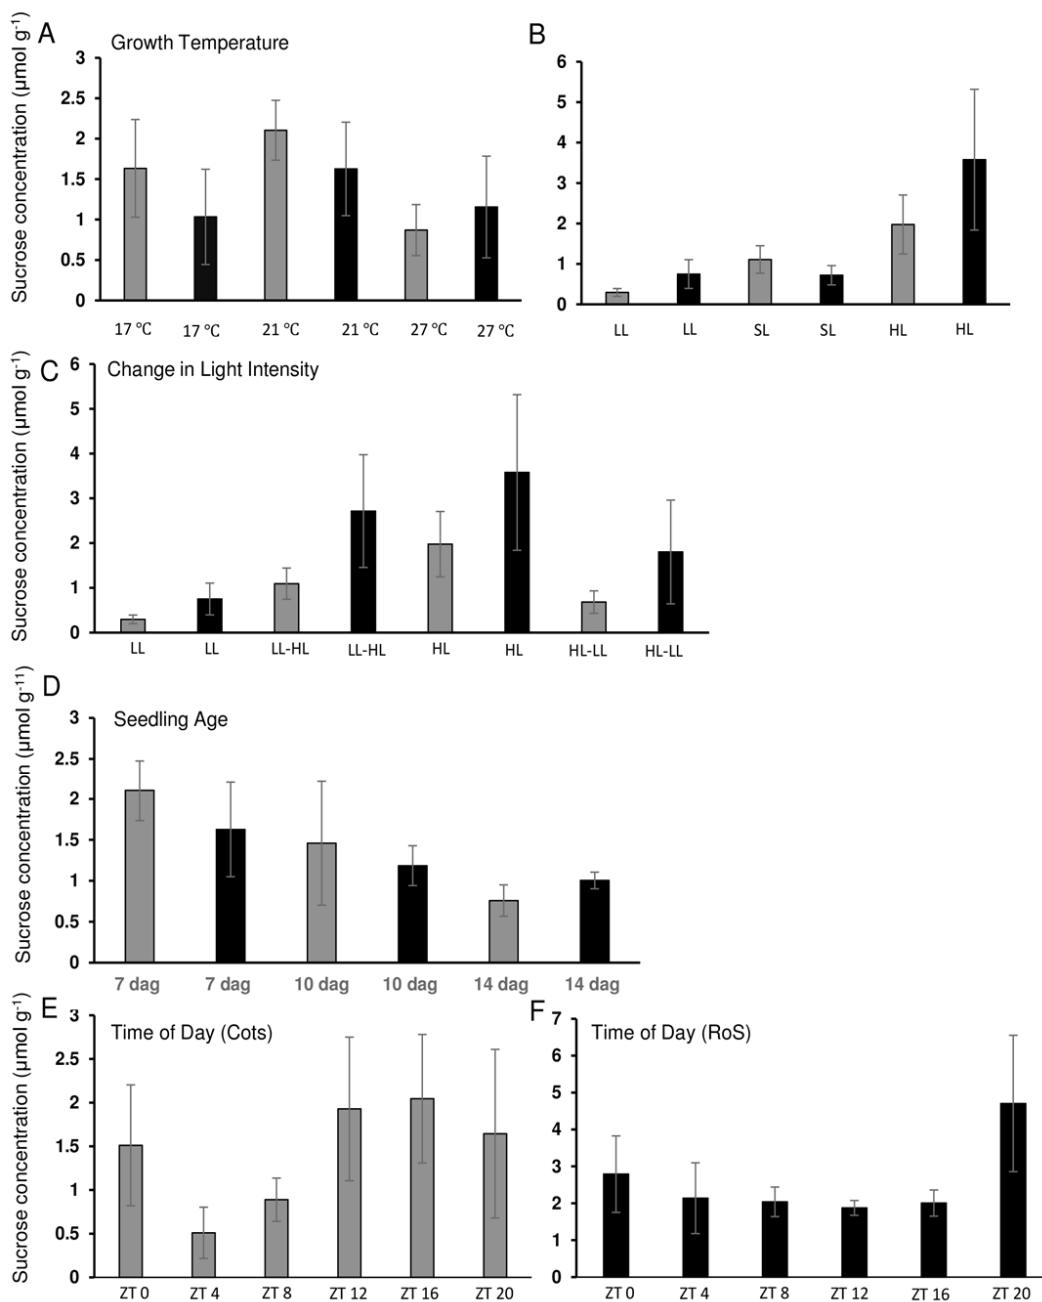 A
Growth Temperature
Sucrose concentration (µmol g⁻¹)
3
2.5
2
1.5
1
0.5
0
17 °C 17 °C 21 °C 21 °C 27 °C 27 °C
B
6
5
4
3
2
1
0
LL LL SL SL HL HL
C
Change in Light Intensity
Sucrose concentration (µmol g⁻¹)
6
5
4
3
2
1
0
LL LL LL-HL LL-HL HL HL HL-LL HL-LL
D
Seedling Age
Sucrose concentration (µmol g⁻¹¹)
3
2.5
2
1.5
1
0.5
0
7 dag 7 dag 10 dag 10 dag 14 dag 14 dag
E
Time of Day (Cots)
Sucrose concentration (µmol g⁻¹)
3
2.5
2
1.5
1
0.5
0
ZT 0 ZT 4 ZT 8 ZT 12 ZT 16 ZT 20
F
Time of Day (RoS)
7
6
5
4
3
2
1
0
ZT 0 ZT 4 ZT 8 ZT 12 ZT 16 ZT 20